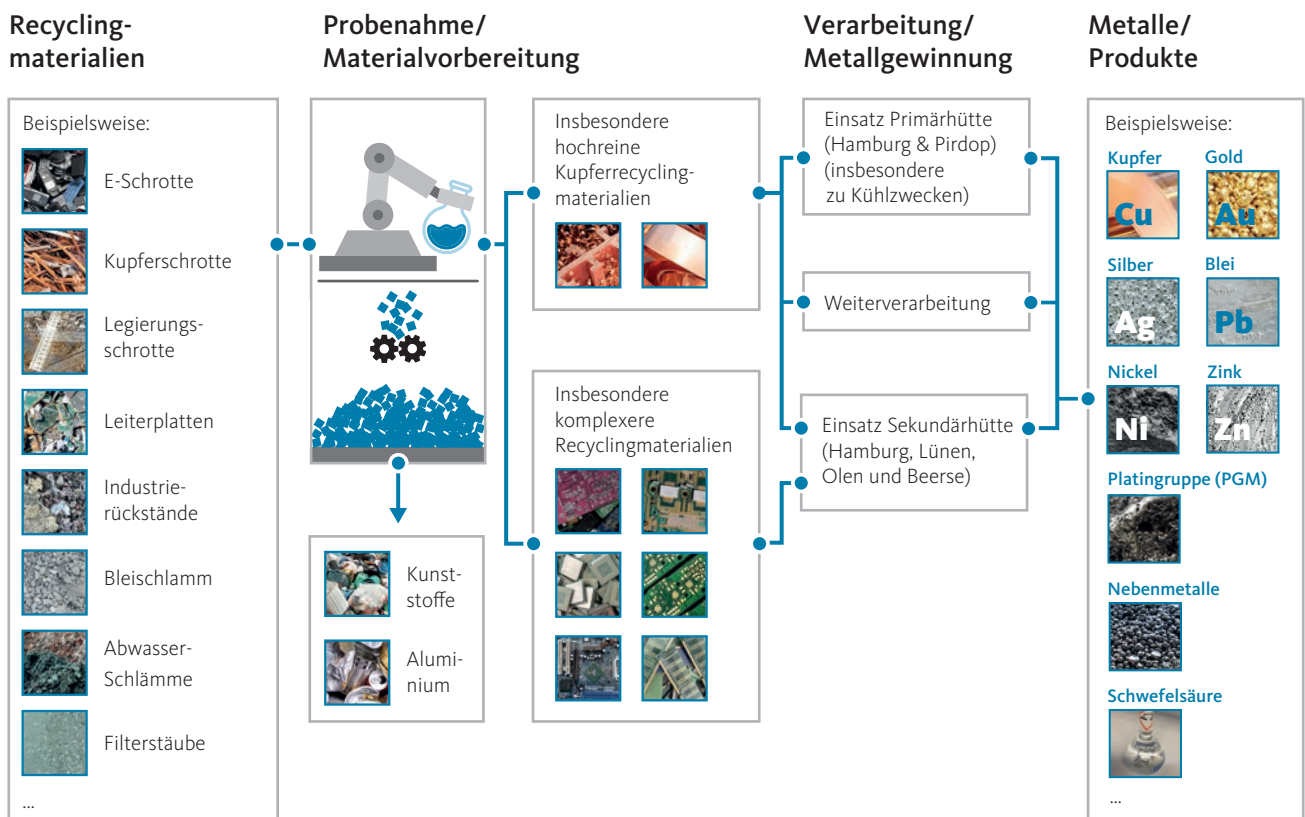 Recycling-
materialien
Probenahme/
Materialvorbereitung
Verarbeitung/
Metallgewinnung
Metalle/
Produkte
Beispielsweise:
E-Schrotte
Kupferschrotte
Legierungs-
schrotte
Leiterplatten
Industrie-
rückstände
Bleischlamm
Abwasser-
Schlämme
Filterstäube
...
Kunst-
stoffe
Alumi-
nium
Insbesondere
hochreine
Kupferrecycling-
materialien
Insbesondere
komplexere
Recyclingmaterialien
Einsatz Primärhütte
(Hamburg & Pirdop)
(insbesondere
zu Kühlzwecken)
Weiterverarbeitung
Einsatz Sekundärhütte
(Hamburg, Lünen,
Olen und Beerse)
Beispielsweise:
Kupfer
Cu
Gold
Au
Silber
Ag
Blei
Pb
Nickel
Ni
Zink
Zn
Platingruppe (PGM)
Nebenmetalle
Schwefelsäure
...